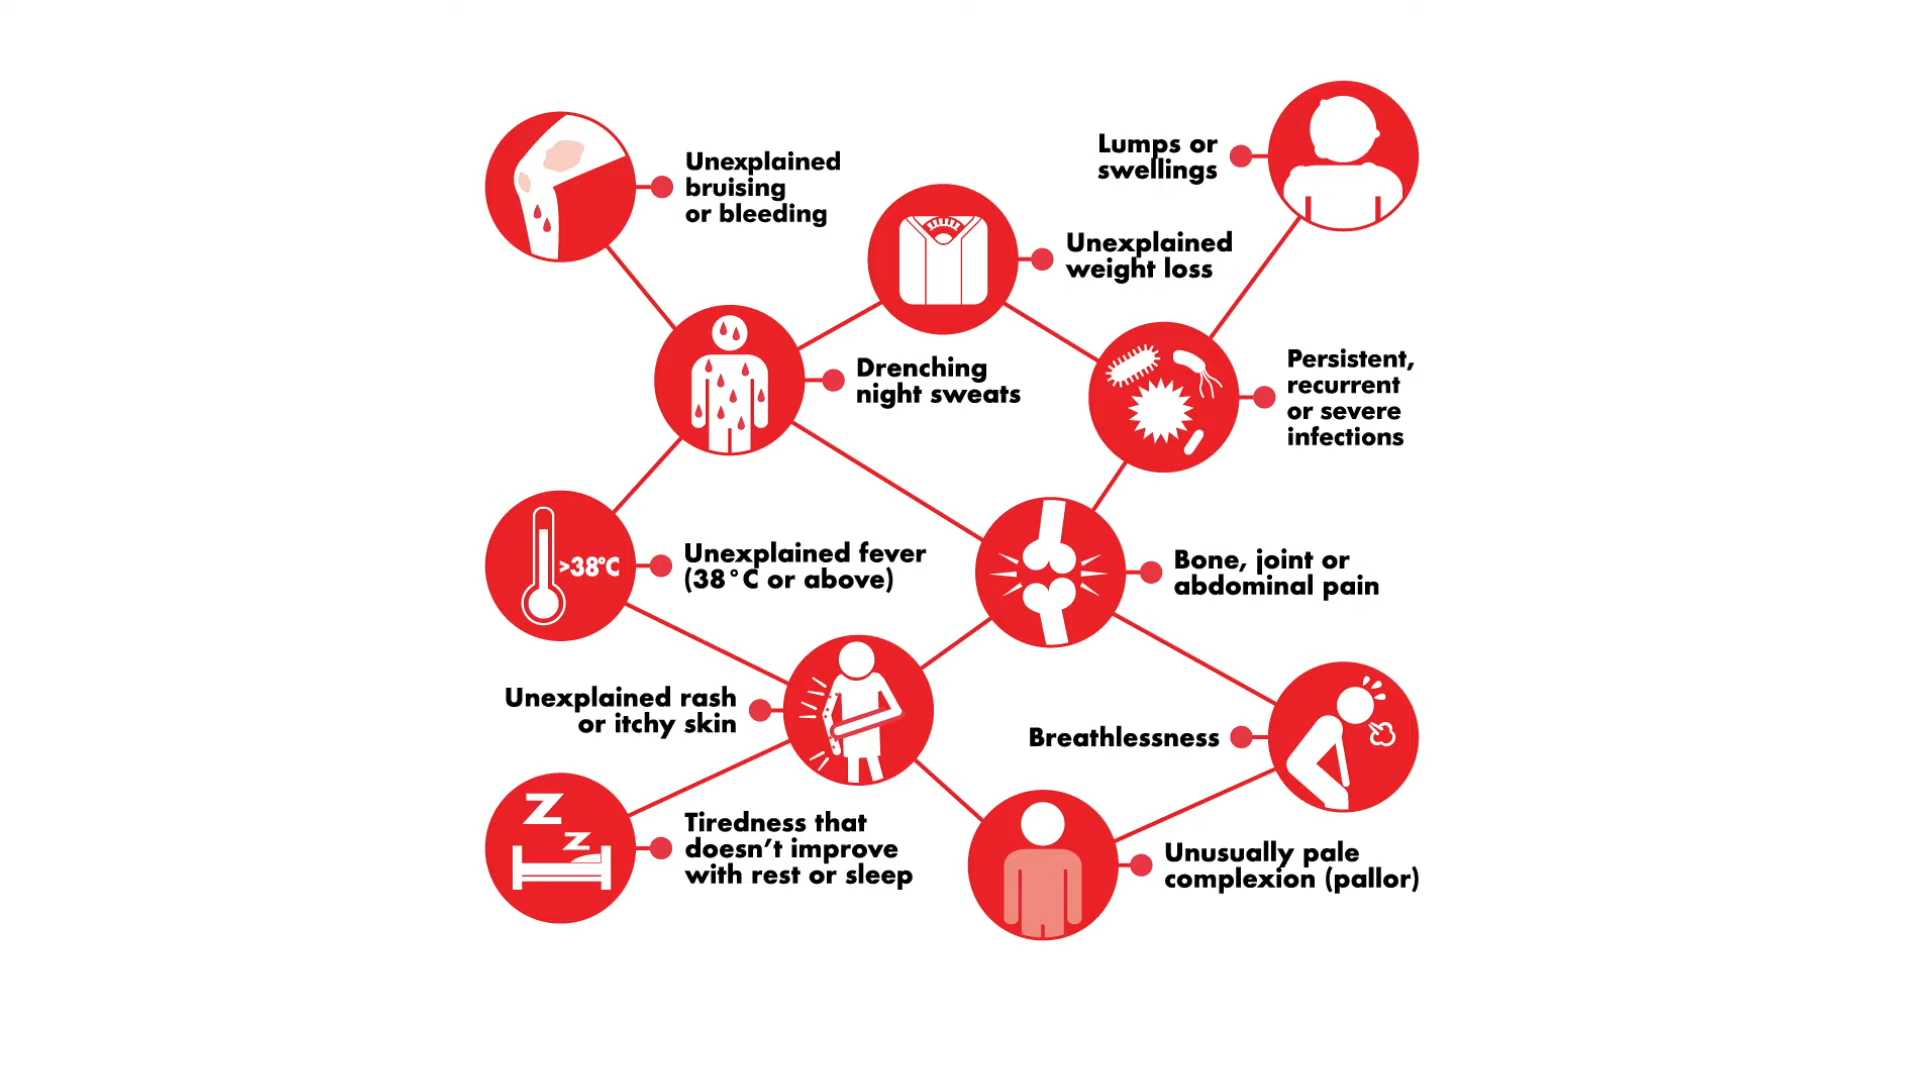 Unexplained
bruising
or bleeding
Lumps or
swellings
Unexplained
weight loss
Drenching
night sweats
Persistent,
recurrent
or severe
infections
>38°C
Unexplained fever
(38°C or above)
Bone, joint or
abdominal pain
Unexplained rash
or itchy skin
Breathlessness
Z
Z
Tiredness that
doesn't improve
with rest or sleep
Unusually pale
complexion (pallor)